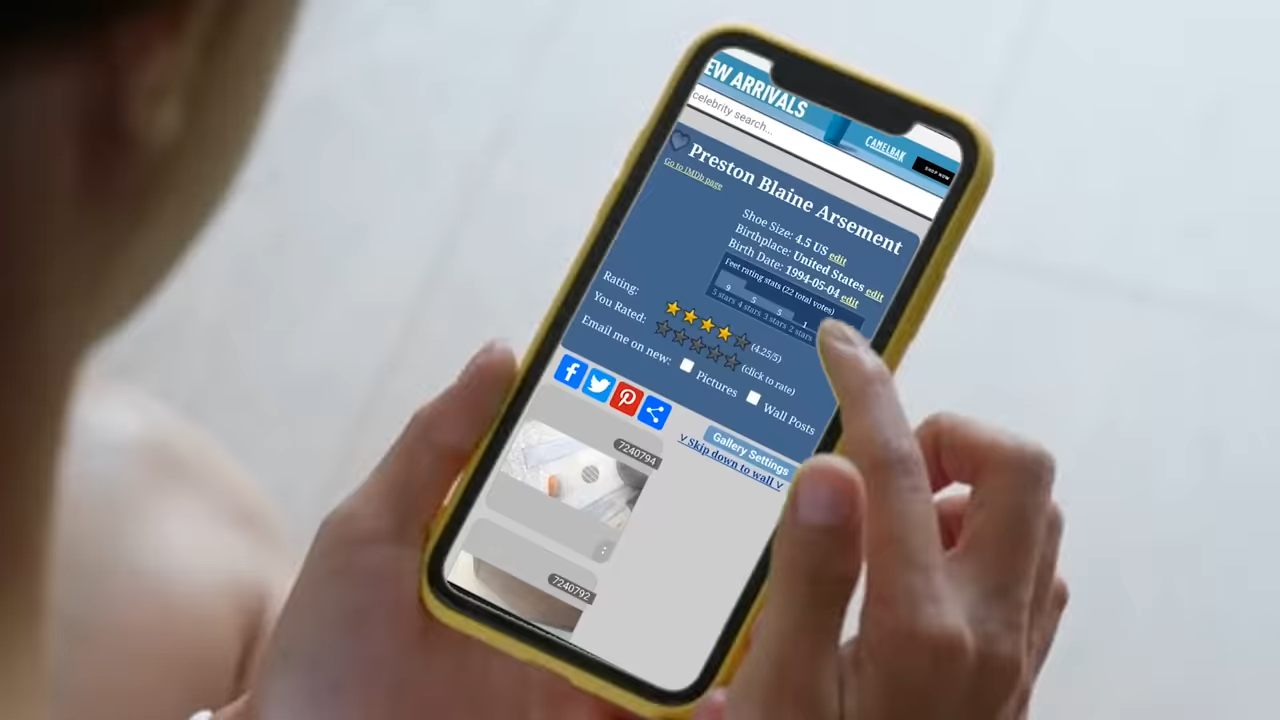 EW ARRIVALS
CAMELBAK
SHOP NOW
celebrity search...
Preston Blaine Arsement
Go to IMDb page
Shoe Size: 4.5 US edit
Birthplace: United States edit
Birth Date: 1994-05-04 edit
Feet rating stats (22 total votes)
9 5 5 1
5 stars 4 stars 3 stars 2 stars
Rating: (4.25/5)
You Rated: (click to rate)
Email me on new: Pictures Wall Posts
Gallery Settings
v Skip down to wall v
7240794
7240792